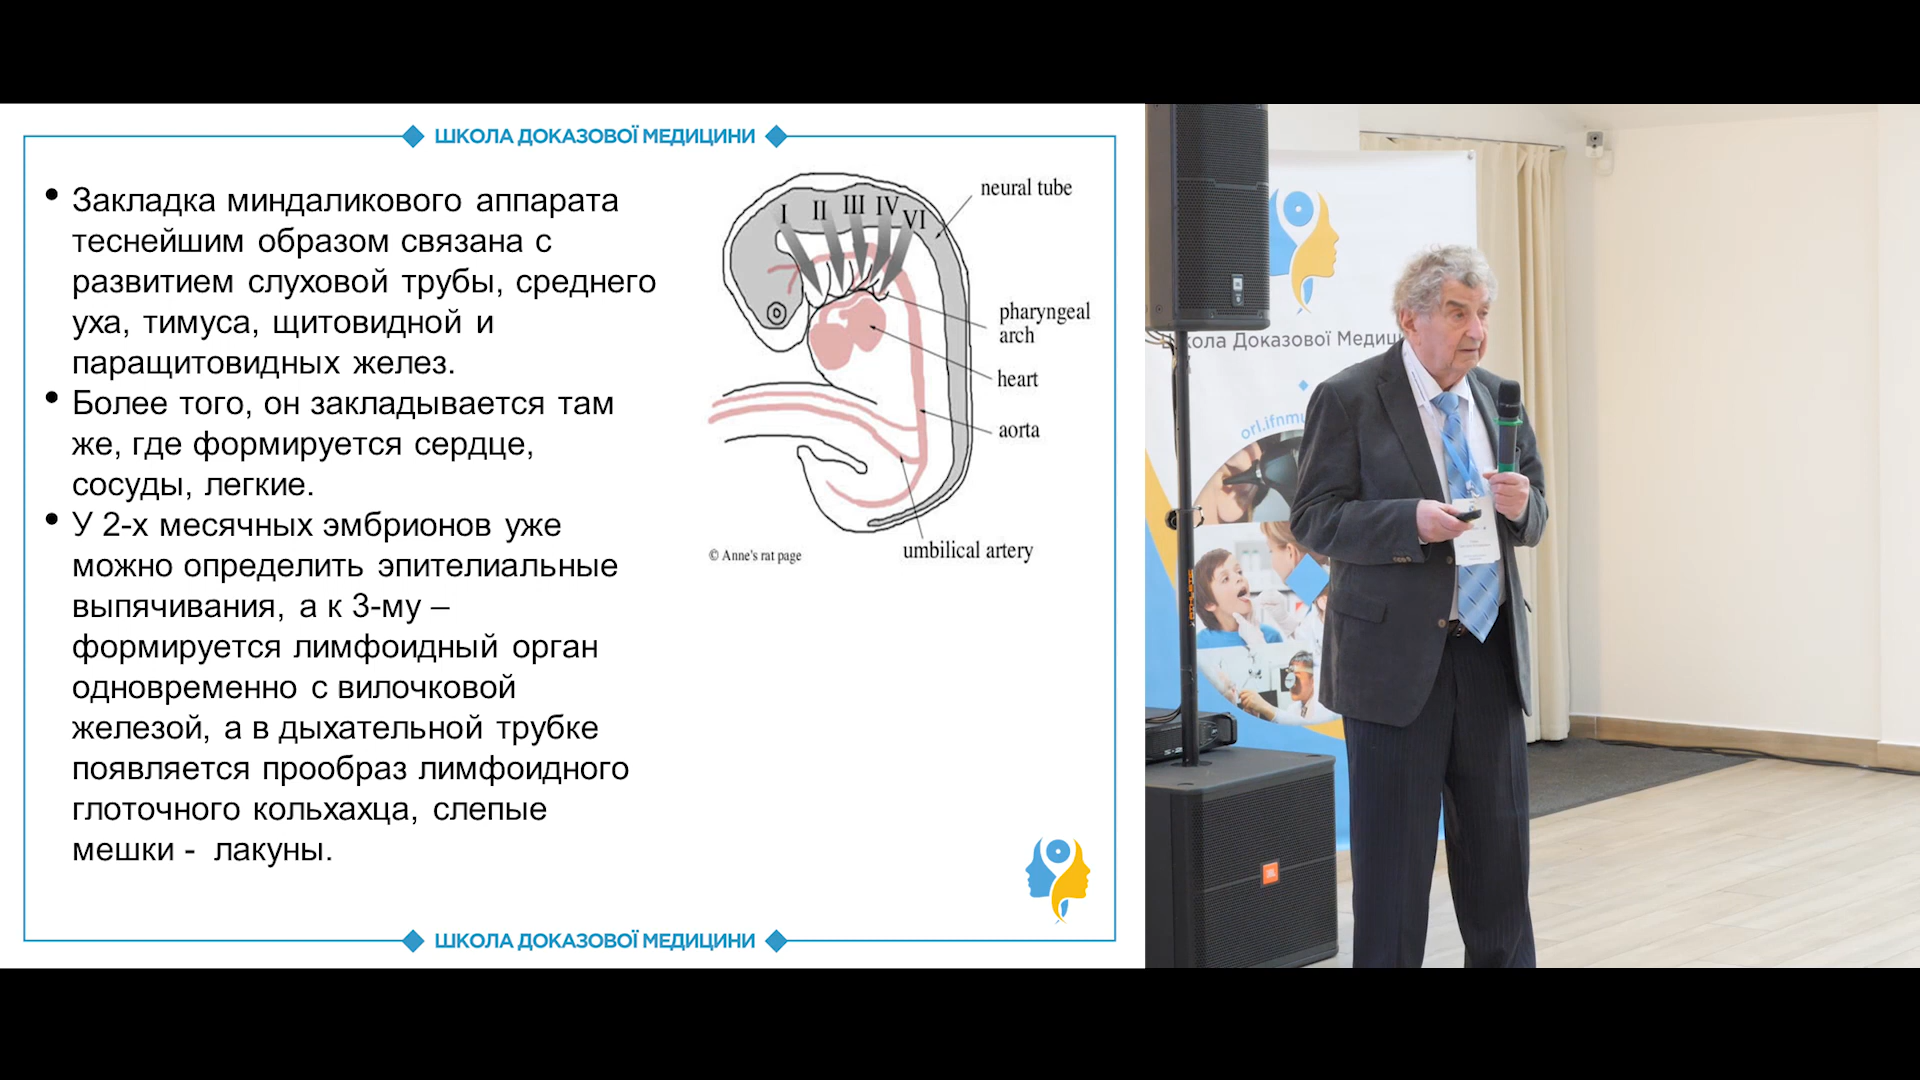 ШКОЛА ДОКАЗОВОЇ МЕДИЦИНИ
Закладка миндаликового аппарата
теснейшим образом связана с
развитием слуховой трубы, среднего
уха, тимуса, щитовидной и
паращитовидных желез.
Более того, он закладывается там
же, где формируется сердце,
сосуды, легкие.
У 2-х месячных эмбрионов уже
можно определить эпителиальные
выпячивания, а к 3-му –
формируется лимфоидный орган
одновременно с вилочковой
железой, а в дыхательной трубке
появляется прообраз лимфоидного
глоточного кольхахца, слепые
мешки - лакуны.
I II III IV VI
neural tube
pharyngeal
arch
heart
aorta
umbilical artery
© Anne's rat page
ШКОЛА ДОКАЗОВОЇ МЕДИЦИНИ
Доказової
orl.ifnmu
JBL